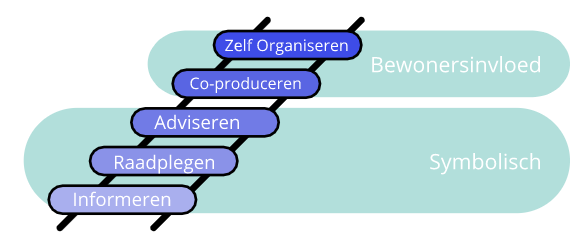 Zelf Organiseren
Bewonersinvloed
Co-produceren
Adviseren
Raadplegen
Symbolisch
Informeren